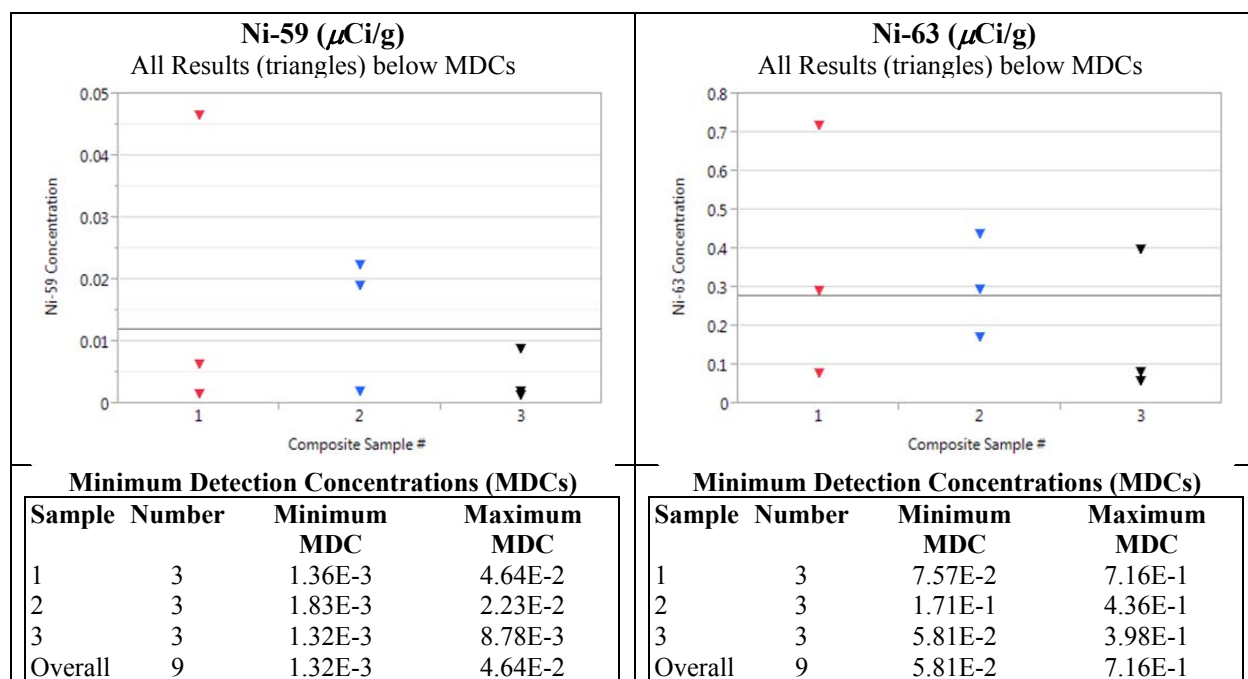 Ni-59 (μCi/g)
All Results (triangles) below MDCs
0.05
0.04
0.03
0.02
0.01
0
Ni-59 Concentration
1 2 3
Composite Sample #
Minimum Detection Concentrations (MDCs)
Sample Number Minimum MDC Maximum MDC
1 3 1.36E-3 4.64E-2
2 3 1.83E-3 2.23E-2
3 3 1.32E-3 8.78E-3
Overall 9 1.32E-3 4.64E-2
Ni-63 (μCi/g)
All Results (triangles) below MDCs
0.8
0.7
0.6
0.5
0.4
0.3
0.2
0.1
0
Ni-63 Concentration
1 2 3
Composite Sample #
Minimum Detection Concentrations (MDCs)
Sample Number Minimum MDC Maximum MDC
1 3 7.57E-2 7.16E-1
2 3 1.71E-1 4.36E-1
3 3 5.81E-2 3.98E-1
Overall 9 5.81E-2 7.16E-1